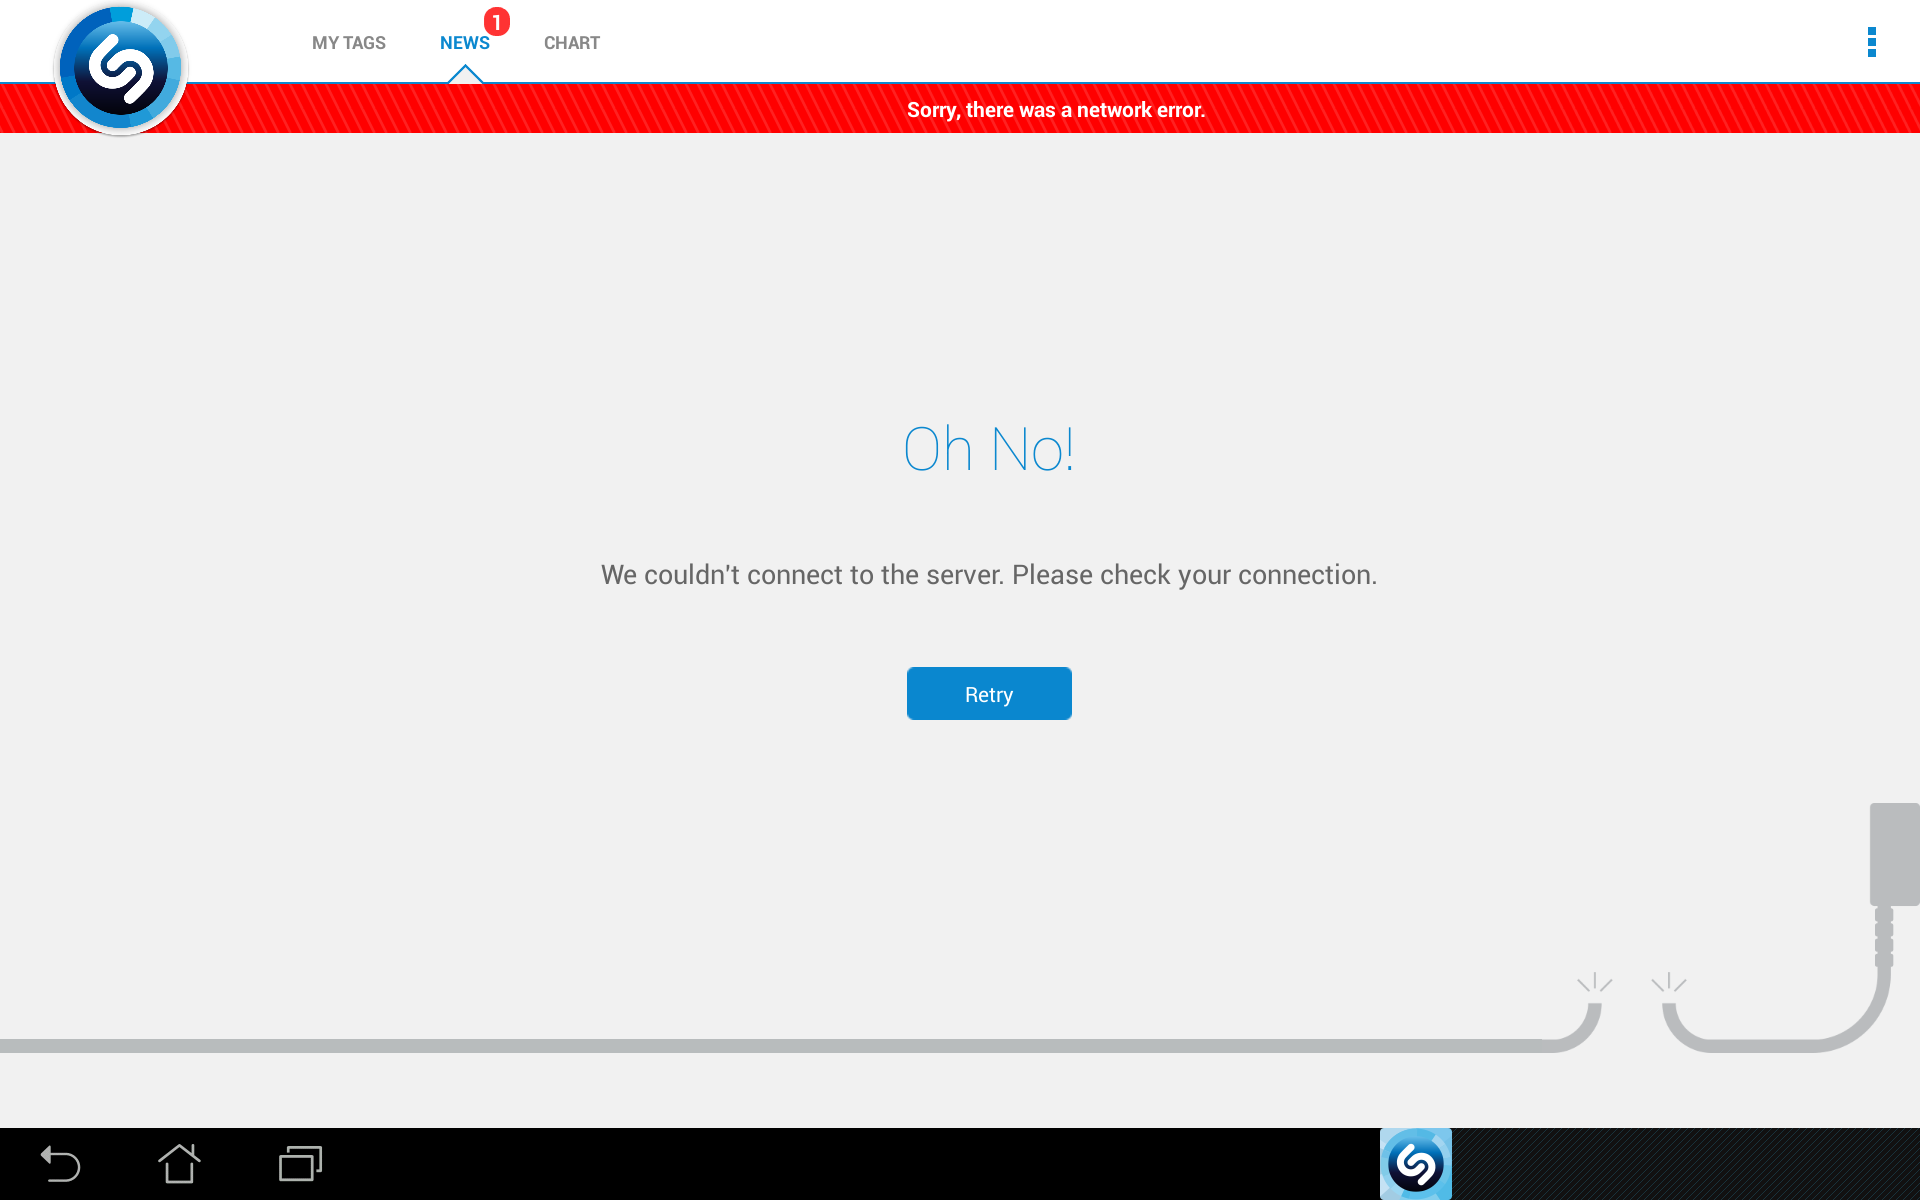 MY TAGS
NEWS
1
CHART
Sorry, there was a network error.
Oh No!
We couldn't connect to the server. Please check your connection.
Retry